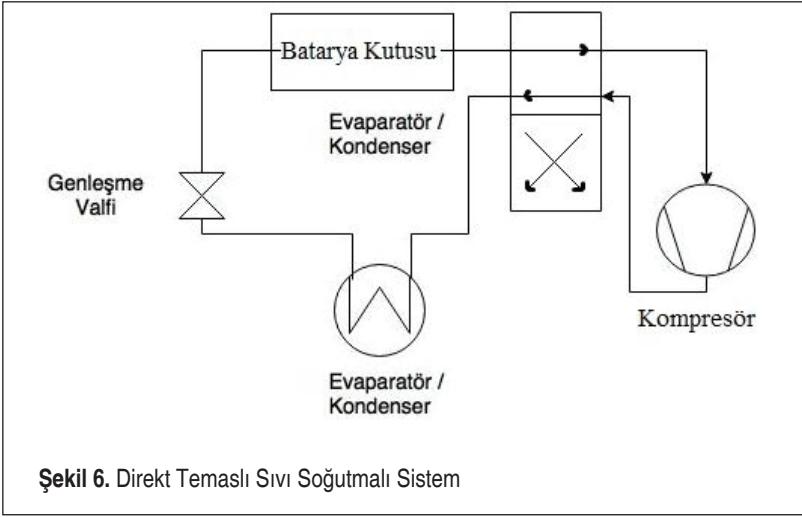 Batarya Kutusu
Evaparatör /
Kondenser
Genleşme
Valfi
Kompresör
Evaparatör /
Kondenser
Şekil 6. Direkt Temaslı Sıvı Soğutmalı Sistem